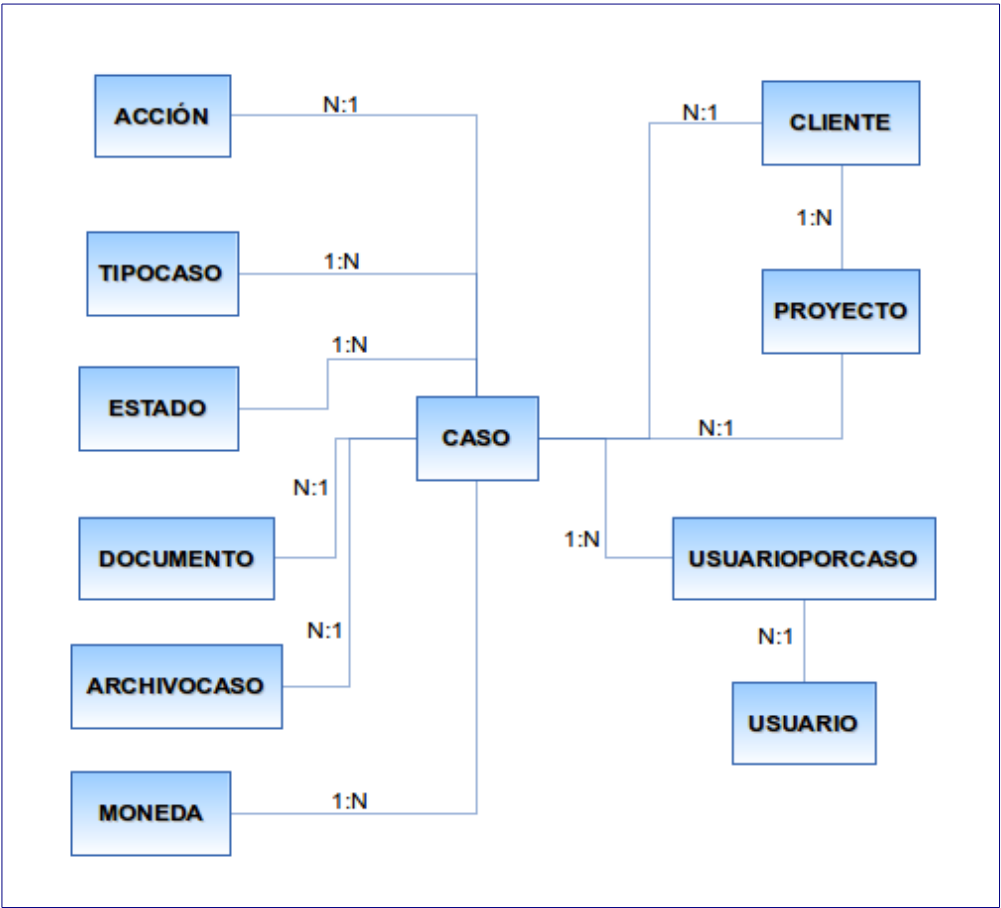 ACCIÓN
N:1
N:1
CLIENTE
1:N
TIPOCASO
1:N
PROYECTO
ESTADO
1:N
CASO
N:1
DOCUMENTO
N:1
1:N
USUARIOPORCASO
ARCHIVOCASO
N:1
N:1
USUARIO
MONEDA
1:N